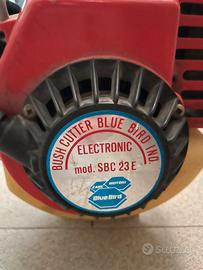 BUSH CUTTER BLUE BIRD IND.
ELECTRONIC
mod. SBC 23 E
Blue Bird
subito